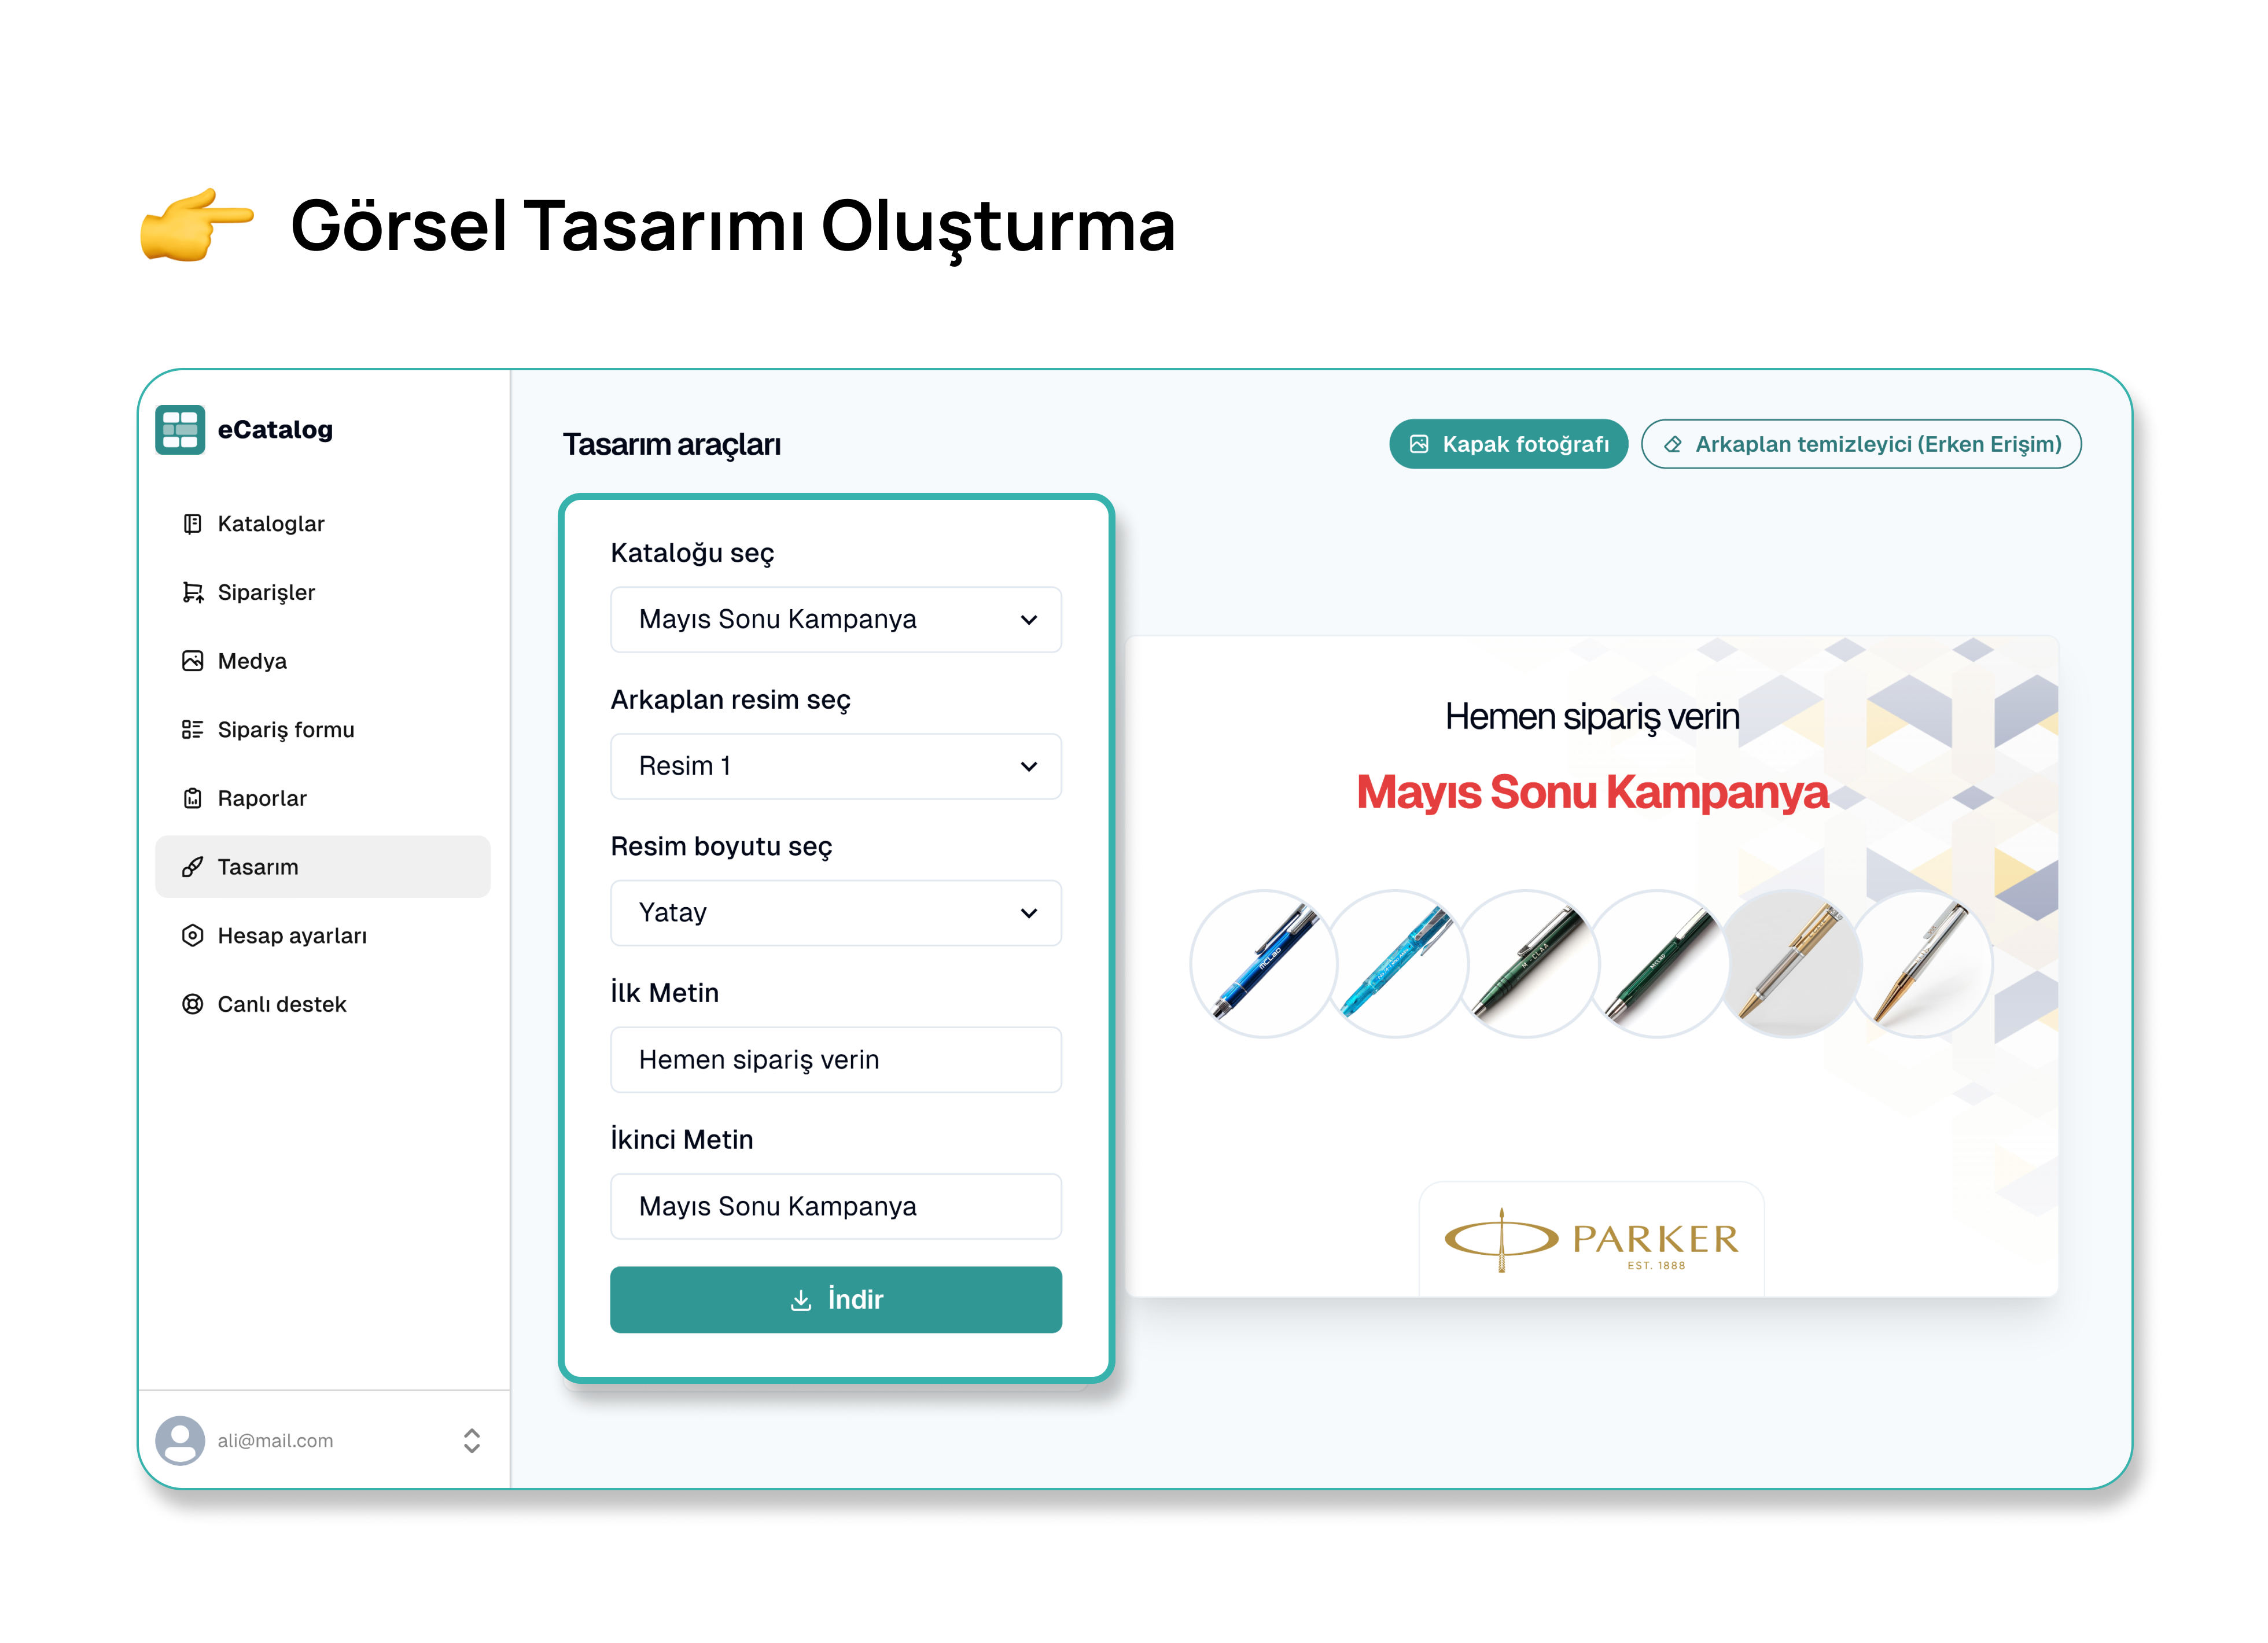 Görsel Tasarımı Oluşturma
eCatalog
Kataloglar
Siparişler
Medya
Sipariş formu
Raporlar
Tasarım
Hesap ayarları
Canlı destek
ali@mail.com
Tasarım araçları
Kapak fotoğrafı
Arkaplan temizleyici (Erken Erişim)
Kataloğu seç
Mayıs Sonu Kampanya
Arkaplan resim seç
Resim 1
Resim boyutu seç
Yatay
İlk Metin
Hemen sipariş verin
İkinci Metin
Mayıs Sonu Kampanya
İndir
Hemen sipariş verin
Mayıs Sonu Kampanya
PARKER
EST. 1888